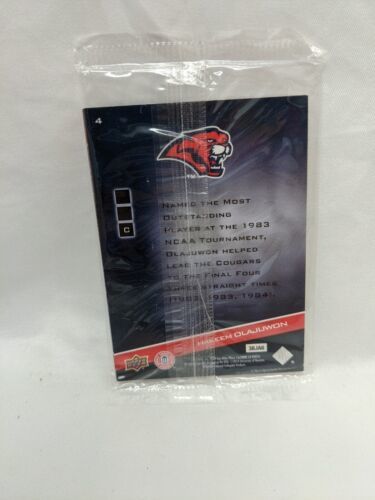 4
TM
C
Named the Most
Outstanding
Player at the 1983
NCAA Tournament,
Olajuwon helped
lead the Cougars
to the Final Four
three straight times
(1982, 1983, 1984).
HAKEEM OLAJUWON